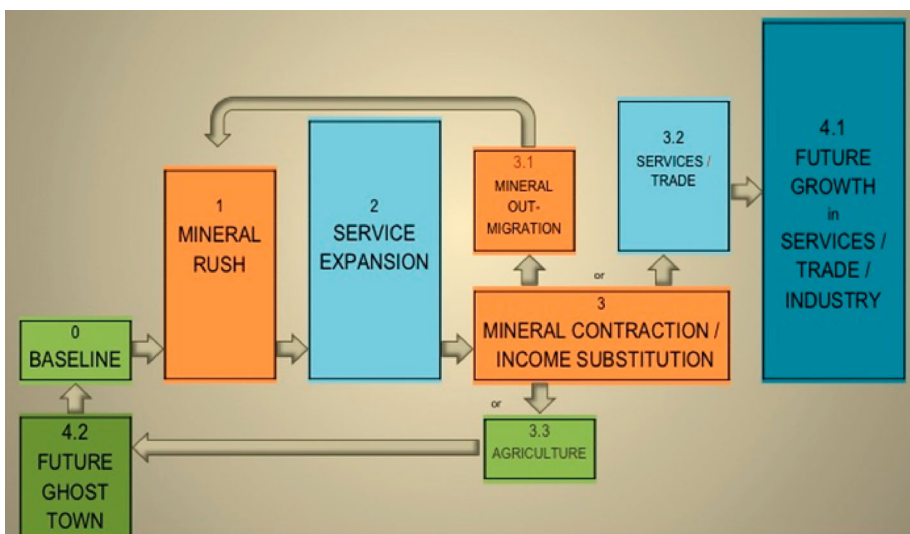 0
BASELINE
4.2
FUTURE
GHOST
TOWN
1
MINERAL
RUSH
2
SERVICE
EXPANSION
3.1
MINERAL
OUT-
MIGRATION
or
3
MINERAL CONTRACTION /
INCOME SUBSTITUTION
or
3.3
AGRICULTURE
3.2
SERVICES /
TRADE
4.1
FUTURE
GROWTH
in
SERVICES /
TRADE /
INDUSTRY